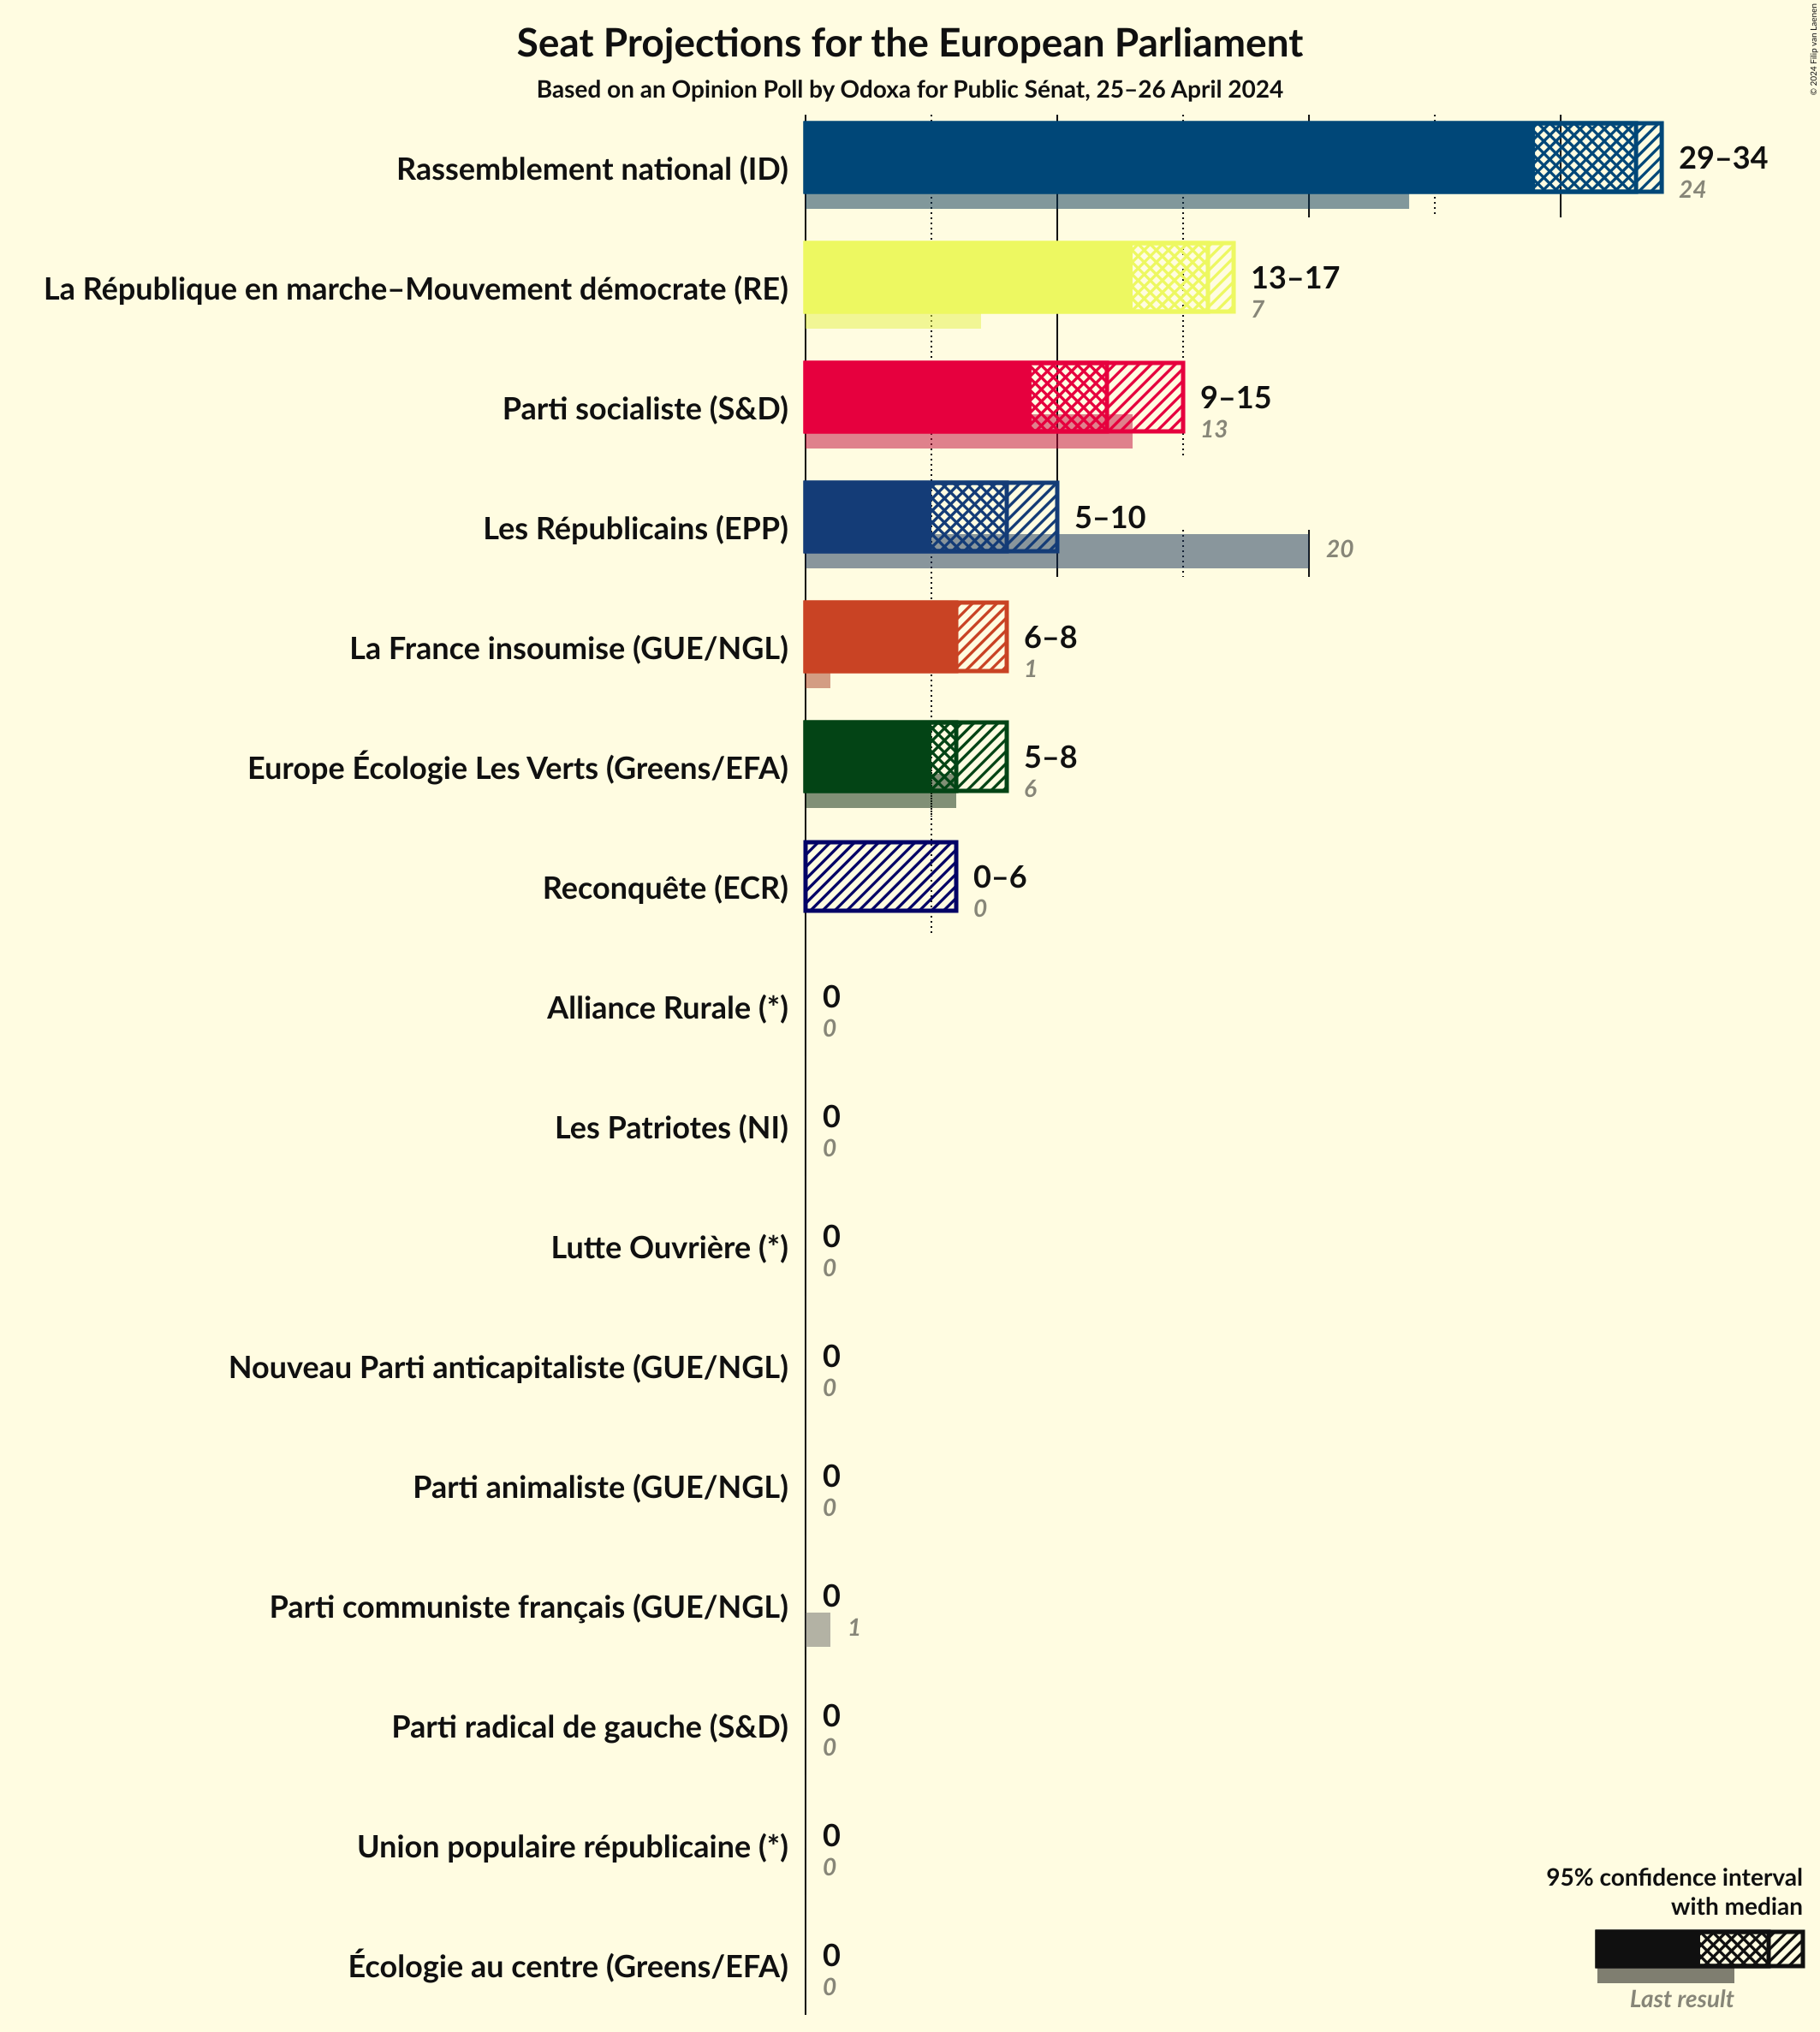 Seat Projections for the European Parliament
Based on an Opinion Poll by Odoxa for Public Sénat, 25–26 April 2024
© 2024 Filip van Laenen
Rassemblement national (ID)
29–34
24
La République en marche–Mouvement démocrate (RE)
13–17
7
Parti socialiste (S&D)
9–15
13
Les Républicains (EPP)
5–10
20
La France insoumise (GUE/NGL)
6–8
1
Europe Écologie Les Verts (Greens/EFA)
5–8
6
Reconquête (ECR)
0–6
0
Alliance Rurale (*)
0
0
Les Patriotes (NI)
0
0
Lutte Ouvrière (*)
0
0
Nouveau Parti anticapitaliste (GUE/NGL)
0
0
Parti animaliste (GUE/NGL)
0
0
Parti communiste français (GUE/NGL)
0
1
Parti radical de gauche (S&D)
0
0
Union populaire républicaine (*)
0
0
Écologie au centre (Greens/EFA)
0
0
95% confidence interval
with median
Last result